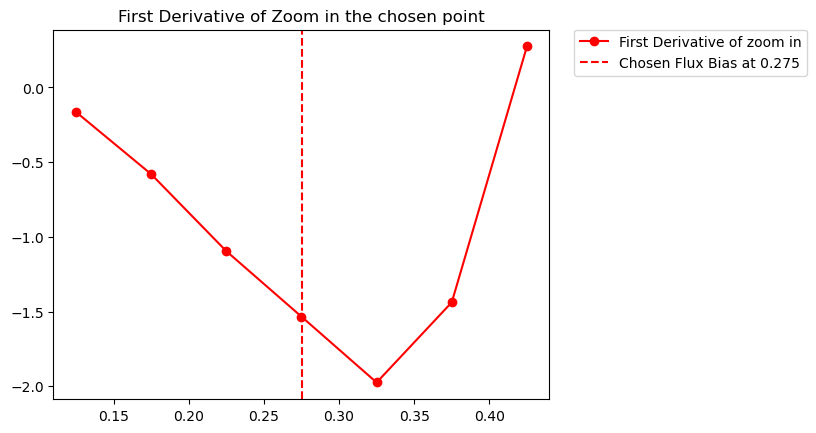 First Derivative of Zoom in the chosen point
First Derivative of zoom in
Chosen Flux Bias at 0.275
0.0
−0.5
−1.0
−1.5
−2.0
0.15 0.20 0.25 0.30 0.35 0.40